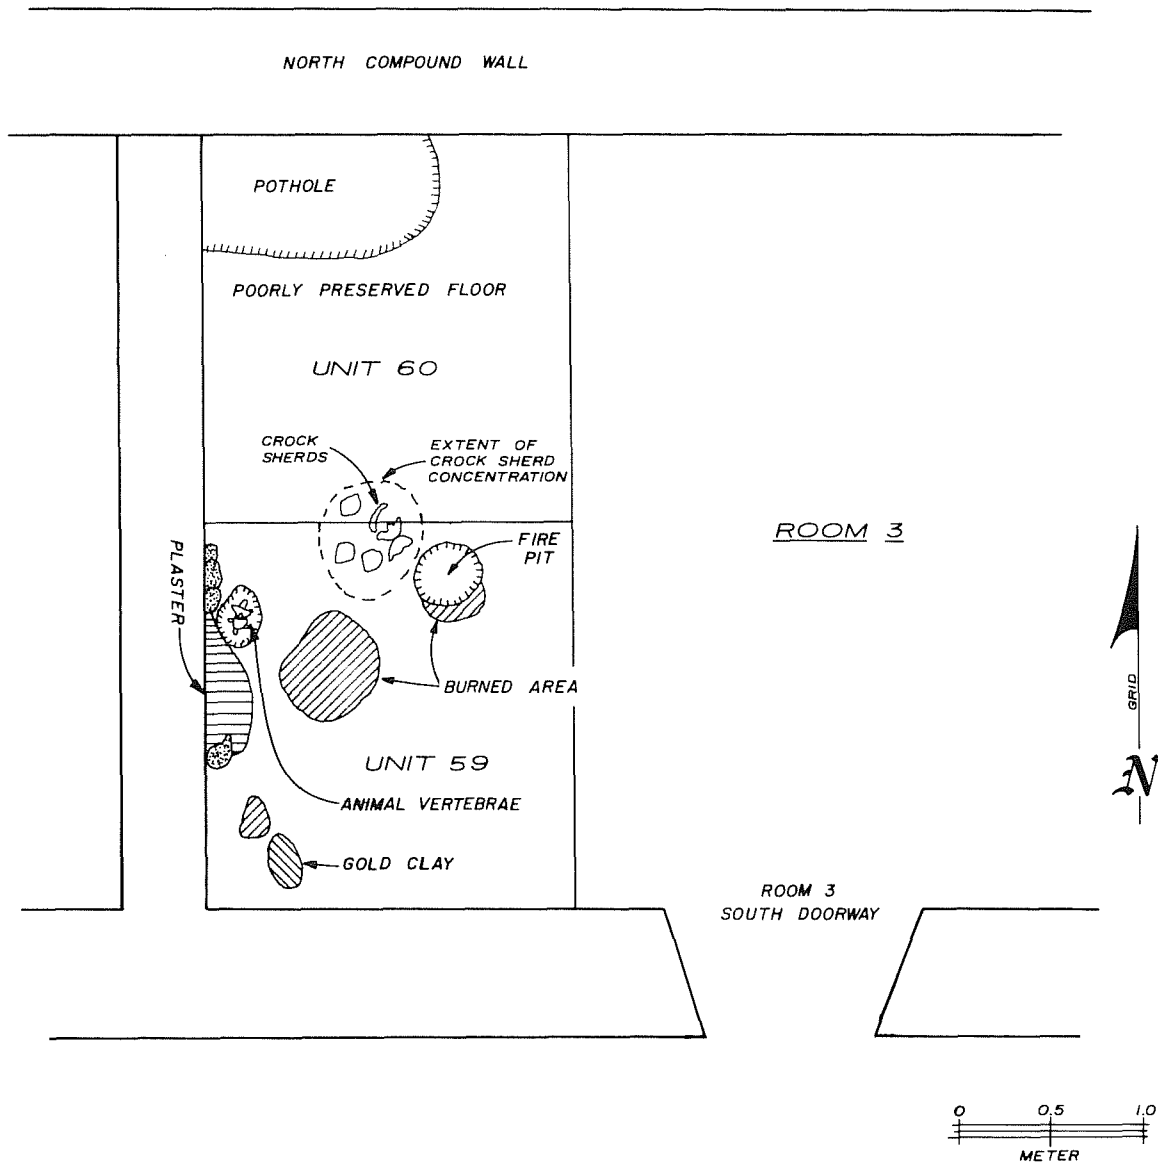 NORTH COMPOUND WALL
POTHOLE
POORLY PRESERVED FLOOR
UNIT 60
CROCK
SHERDS
EXTENT OF
CROCK SHERD
CONCENTRATION
ROOM 3
FIRE
PIT
PLASTER
BURNED AREA
GRID
N
UNIT 59
ANIMAL VERTEBRAE
GOLD CLAY
ROOM 3
SOUTH DOORWAY
0 0.5 1.0
METER